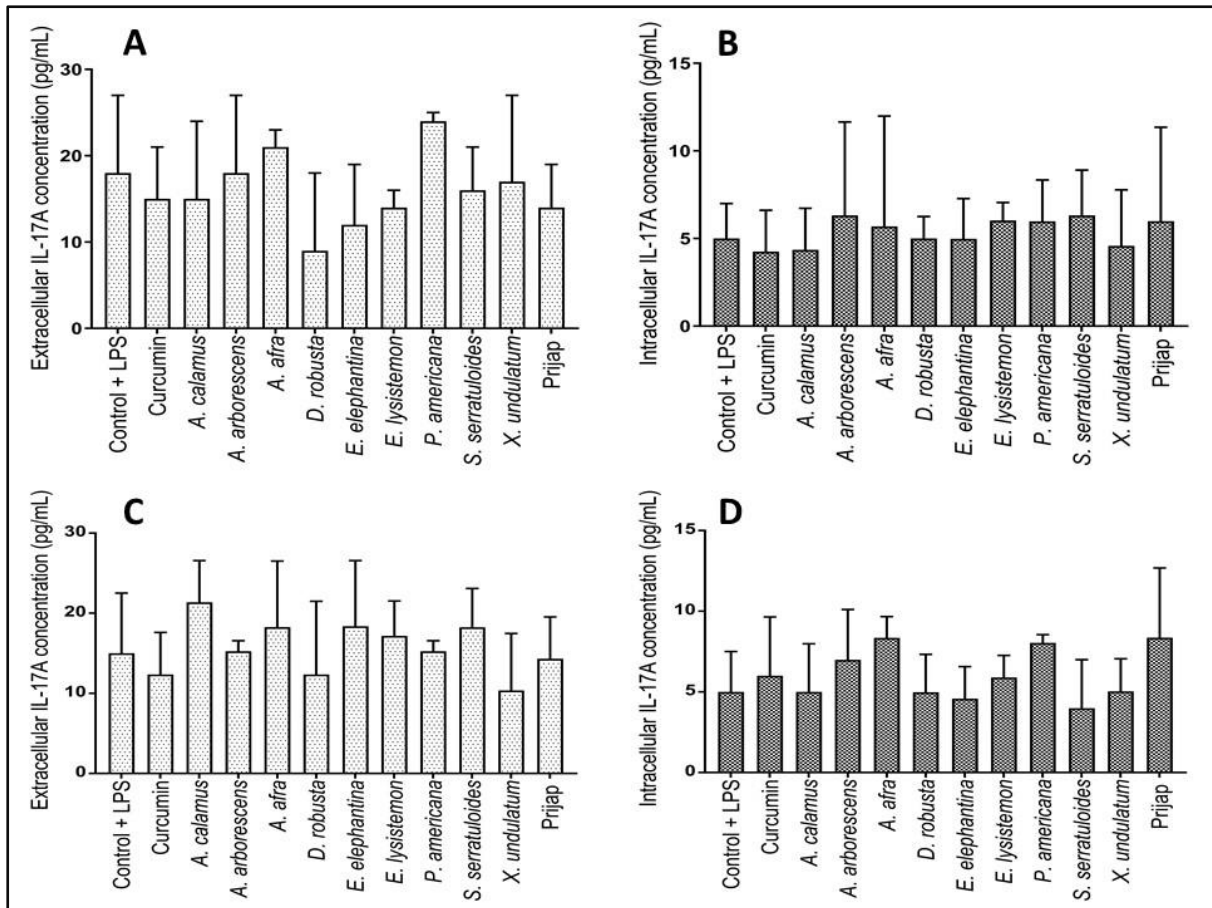 A
Extracellular IL-17A concentration (pg/mL)
30
20
10
0
Control + LPS
Curcumin
A. calamus
A. arborescens
A. afra
D. robusta
E. elephantina
E. lysistemon
P. americana
S. serratuloides
X. undulatum
Prijap
B
Intracellular IL-17A concentration (pg/mL)
15
10
5
0
Control + LPS
Curcumin
A. calamus
A. arborescens
A. afra
D. robusta
E. elephantina
E. lysistemon
P. americana
S. serratuloides
X. undulatum
Prijap
C
Extracellular IL-17A concentration (pg/mL)
30
20
10
0
Control + LPS
Curcumin
A. calamus
A. arborescens
A. afra
D. robusta
E. elephantina
E. lysistemon
P. americana
S. serratuloides
X. undulatum
Prijap
D
Intracellular IL-17A concentration (pg/mL)
15
10
5
0
Control + LPS
Curcumin
A. calamus
A. arborescens
A. afra
D. robusta
E. elephantina
E. lysistemon
P. americana
S. serratuloides
X. undulatum
Prijap